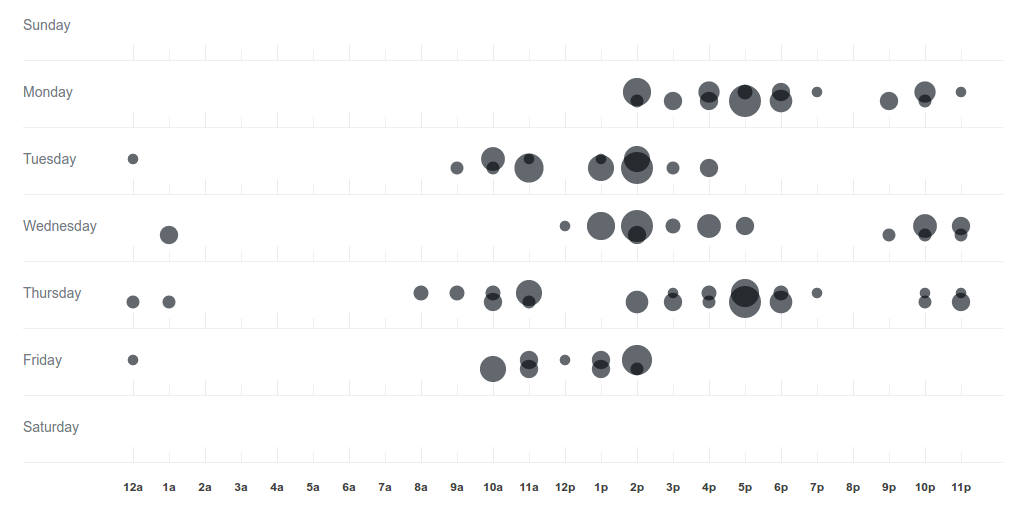 Sunday
Monday
Tuesday
Wednesday
Thursday
Friday
Saturday
12a 1a 2a 3a 4a 5a 6a 7a 8a 9a 10a 11a 12p 1p 2p 3p 4p 5p 6p 7p 8p 9p 10p 11p